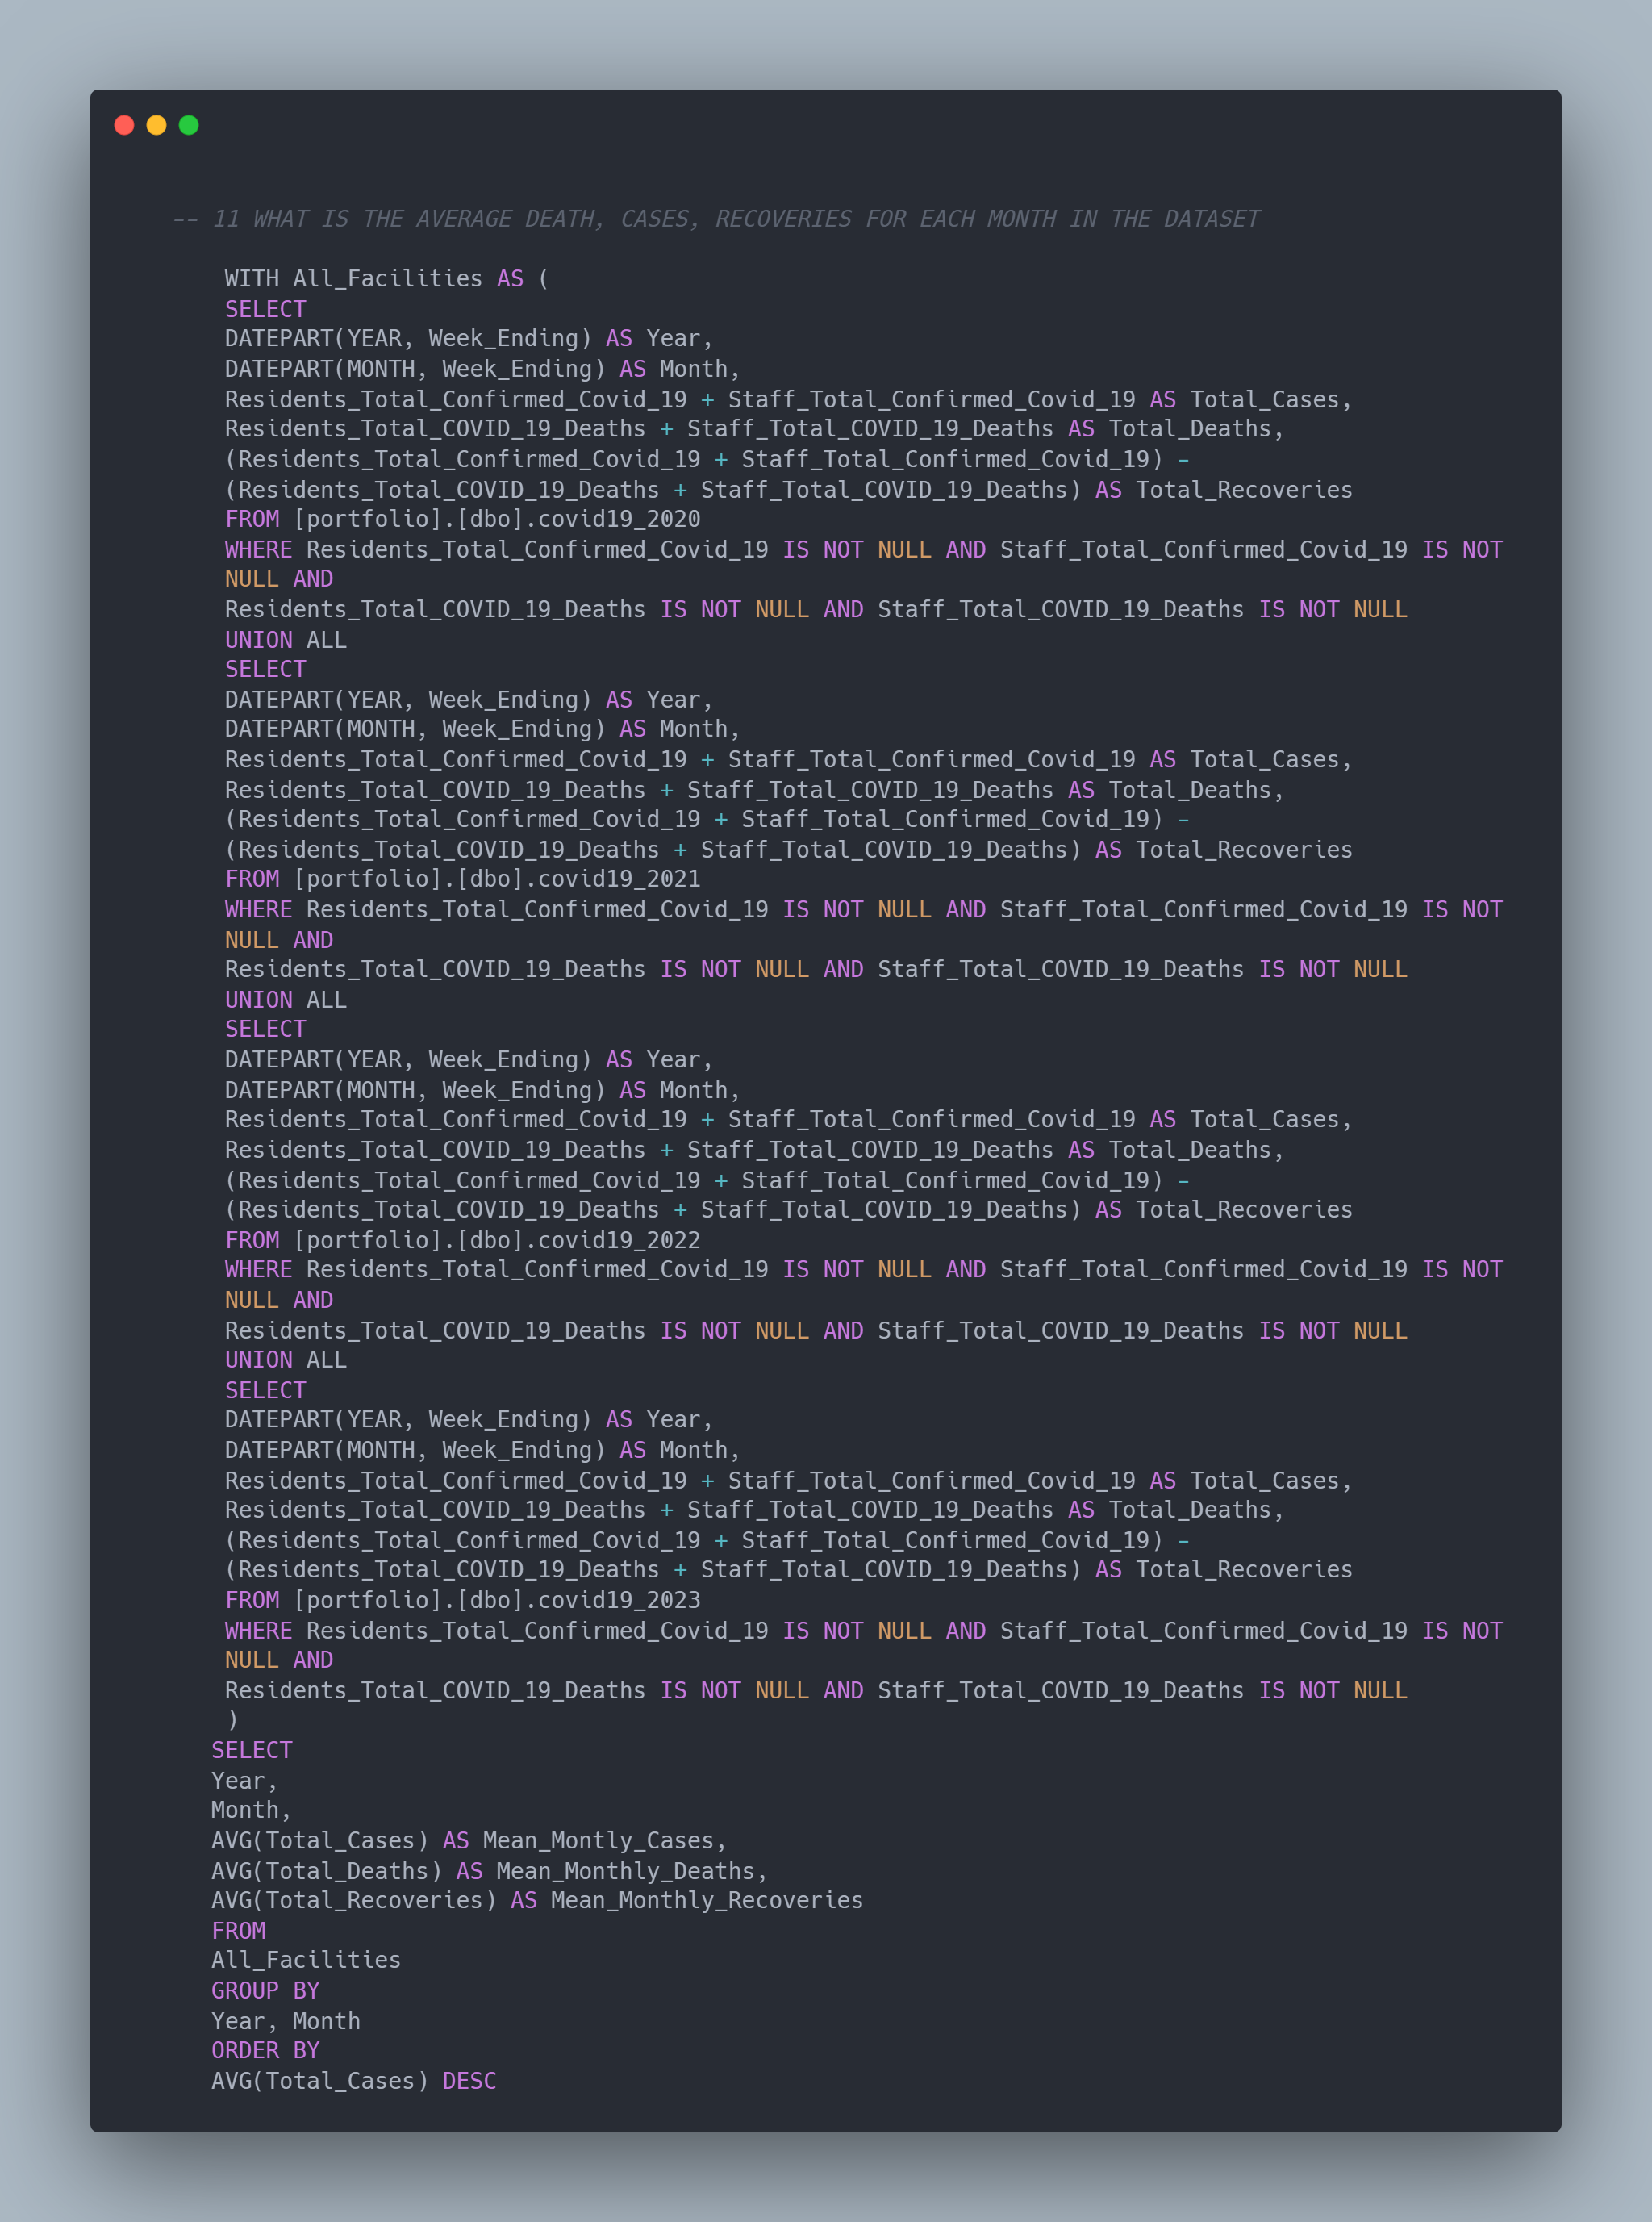 -- 11 WHAT IS THE AVERAGE DEATH, CASES, RECOVERIES FOR EACH MONTH IN THE DATASET
WITH All_Facilities AS (
SELECT
DATEPART(YEAR, Week_Ending) AS Year,
DATEPART(MONTH, Week_Ending) AS Month,
Residents_Total_Confirmed_Covid_19 + Staff_Total_Confirmed_Covid_19 AS Total_Cases,
Residents_Total_COVID_19_Deaths + Staff_Total_COVID_19_Deaths AS Total_Deaths,
(Residents_Total_Confirmed_Covid_19 + Staff_Total_Confirmed_Covid_19) -
(Residents_Total_COVID_19_Deaths + Staff_Total_COVID_19_Deaths) AS Total_Recoveries
FROM [portfolio].[dbo].covid19_2020
WHERE Residents_Total_Confirmed_Covid_19 IS NOT NULL AND Staff_Total_Confirmed_Covid_19 IS NOT
NULL AND
Residents_Total_COVID_19_Deaths IS NOT NULL AND Staff_Total_COVID_19_Deaths IS NOT NULL
UNION ALL
SELECT
DATEPART(YEAR, Week_Ending) AS Year,
DATEPART(MONTH, Week_Ending) AS Month,
Residents_Total_Confirmed_Covid_19 + Staff_Total_Confirmed_Covid_19 AS Total_Cases,
Residents_Total_COVID_19_Deaths + Staff_Total_COVID_19_Deaths AS Total_Deaths,
(Residents_Total_Confirmed_Covid_19 + Staff_Total_Confirmed_Covid_19) -
(Residents_Total_COVID_19_Deaths + Staff_Total_COVID_19_Deaths) AS Total_Recoveries
FROM [portfolio].[dbo].covid19_2021
WHERE Residents_Total_Confirmed_Covid_19 IS NOT NULL AND Staff_Total_Confirmed_Covid_19 IS NOT
NULL AND
Residents_Total_COVID_19_Deaths IS NOT NULL AND Staff_Total_COVID_19_Deaths IS NOT NULL
UNION ALL
SELECT
DATEPART(YEAR, Week_Ending) AS Year,
DATEPART(MONTH, Week_Ending) AS Month,
Residents_Total_Confirmed_Covid_19 + Staff_Total_Confirmed_Covid_19 AS Total_Cases,
Residents_Total_COVID_19_Deaths + Staff_Total_COVID_19_Deaths AS Total_Deaths,
(Residents_Total_Confirmed_Covid_19 + Staff_Total_Confirmed_Covid_19) -
(Residents_Total_COVID_19_Deaths + Staff_Total_COVID_19_Deaths) AS Total_Recoveries
FROM [portfolio].[dbo].covid19_2022
WHERE Residents_Total_Confirmed_Covid_19 IS NOT NULL AND Staff_Total_Confirmed_Covid_19 IS NOT
NULL AND
Residents_Total_COVID_19_Deaths IS NOT NULL AND Staff_Total_COVID_19_Deaths IS NOT NULL
UNION ALL
SELECT
DATEPART(YEAR, Week_Ending) AS Year,
DATEPART(MONTH, Week_Ending) AS Month,
Residents_Total_Confirmed_Covid_19 + Staff_Total_Confirmed_Covid_19 AS Total_Cases,
Residents_Total_COVID_19_Deaths + Staff_Total_COVID_19_Deaths AS Total_Deaths,
(Residents_Total_Confirmed_Covid_19 + Staff_Total_Confirmed_Covid_19) -
(Residents_Total_COVID_19_Deaths + Staff_Total_COVID_19_Deaths) AS Total_Recoveries
FROM [portfolio].[dbo].covid19_2023
WHERE Residents_Total_Confirmed_Covid_19 IS NOT NULL AND Staff_Total_Confirmed_Covid_19 IS NOT
NULL AND
Residents_Total_COVID_19_Deaths IS NOT NULL AND Staff_Total_COVID_19_Deaths IS NOT NULL
)
SELECT
Year,
Month,
AVG(Total_Cases) AS Mean_Montly_Cases,
AVG(Total_Deaths) AS Mean_Monthly_Deaths,
AVG(Total_Recoveries) AS Mean_Monthly_Recoveries
FROM
All_Facilities
GROUP BY
Year, Month
ORDER BY
AVG(Total_Cases) DESC